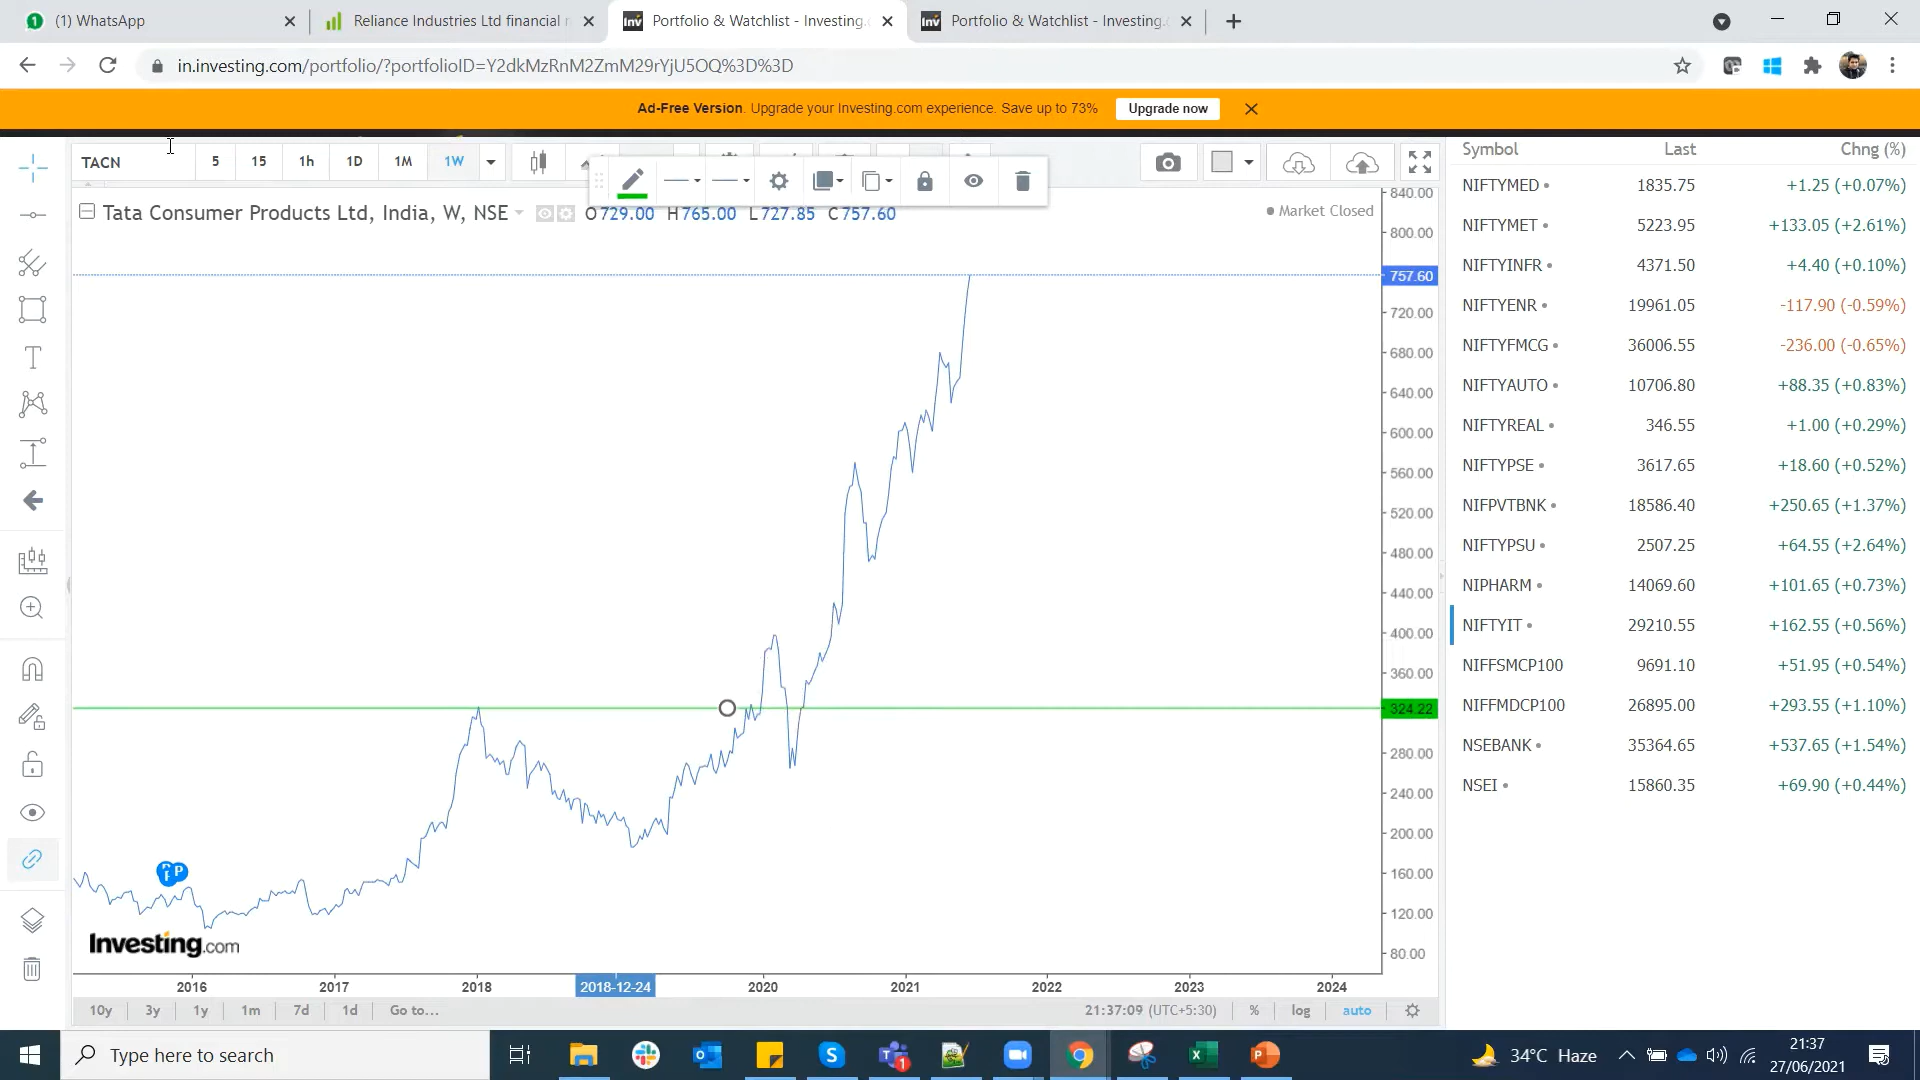 (1) WhatsApp
Reliance Industries Ltd financial r
Portfolio & Watchlist - Investing.c
Portfolio & Watchlist - Investing.c
in.investing.com/portfolio/?portfolioID=Y2dkMzRnM2ZmM29rYjU5OQ%3D%3D
Ad-Free Version. Upgrade your Investing.com experience. Save up to 73%
Upgrade now
TACN 5 15 1h 1D 1M 1W
Tata Consumer Products Ltd, India, W, NSE
O729.00 H765.00 L727.85 C757.60
Market Closed
840.00
800.00
757.60
720.00
680.00
640.00
600.00
560.00
520.00
480.00
440.00
400.00
360.00
324.22
280.00
240.00
200.00
160.00
120.00
80.00
P
Investing.com
2016 2017 2018 2018-12-24 2020 2021 2022 2023 2024
10y 3y 1y 1m 7d 1d Go to...
21:37:09 (UTC+5:30) % log auto
Symbol Last Chng (%)
NIFTYMED 1835.75 +1.25 (+0.07%)
NIFTYMET 5223.95 +133.05 (+2.61%)
NIFTYINFR 4371.50 +4.40 (+0.10%)
NIFTYENR 19961.05 -117.90 (-0.59%)
NIFTYFMCG 36006.55 -236.00 (-0.65%)
NIFTYAUTO 10706.80 +88.35 (+0.83%)
NIFTYREAL 346.55 +1.00 (+0.29%)
NIFTYPSE 3617.65 +18.60 (+0.52%)
NIFPVTBNK 18586.40 +250.65 (+1.37%)
NIFTYPSU 2507.25 +64.55 (+2.64%)
NIPHARM 14069.60 +101.65 (+0.73%)
NIFTYIT 29210.55 +162.55 (+0.56%)
NIFFSMCP100 9691.10 +51.95 (+0.54%)
NIFFMDCP100 26895.00 +293.55 (+1.10%)
NSEBANK 35364.65 +537.65 (+1.54%)
NSEI 15860.35 +69.90 (+0.44%)
Type here to search
34°C Haze
21:37
27/06/2021